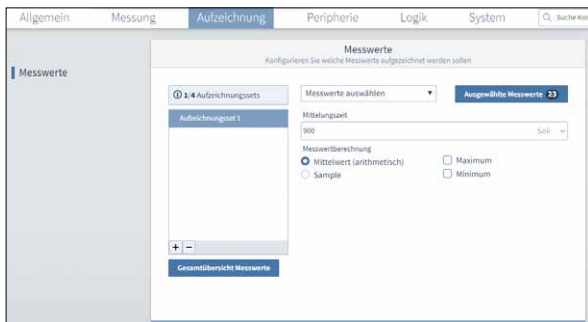 Allgemein Messung Aufzeichnung Peripherie Logik System Suche Kon
Messwerte
Konfigurieren Sie welche Messwerte aufgezeichnet werden sollen
Messwerte
1/4 Aufzeichnungssets
Messwerte auswählen
Ausgewählte Messwerte 23
Aufzeichnungsset 1
Mittelungszeit
900 Sek
Messwertberechnung
Mittelwert (arithmetisch) Maximum
Sample Minimum
+ −
Gesamtübersicht Messwerte